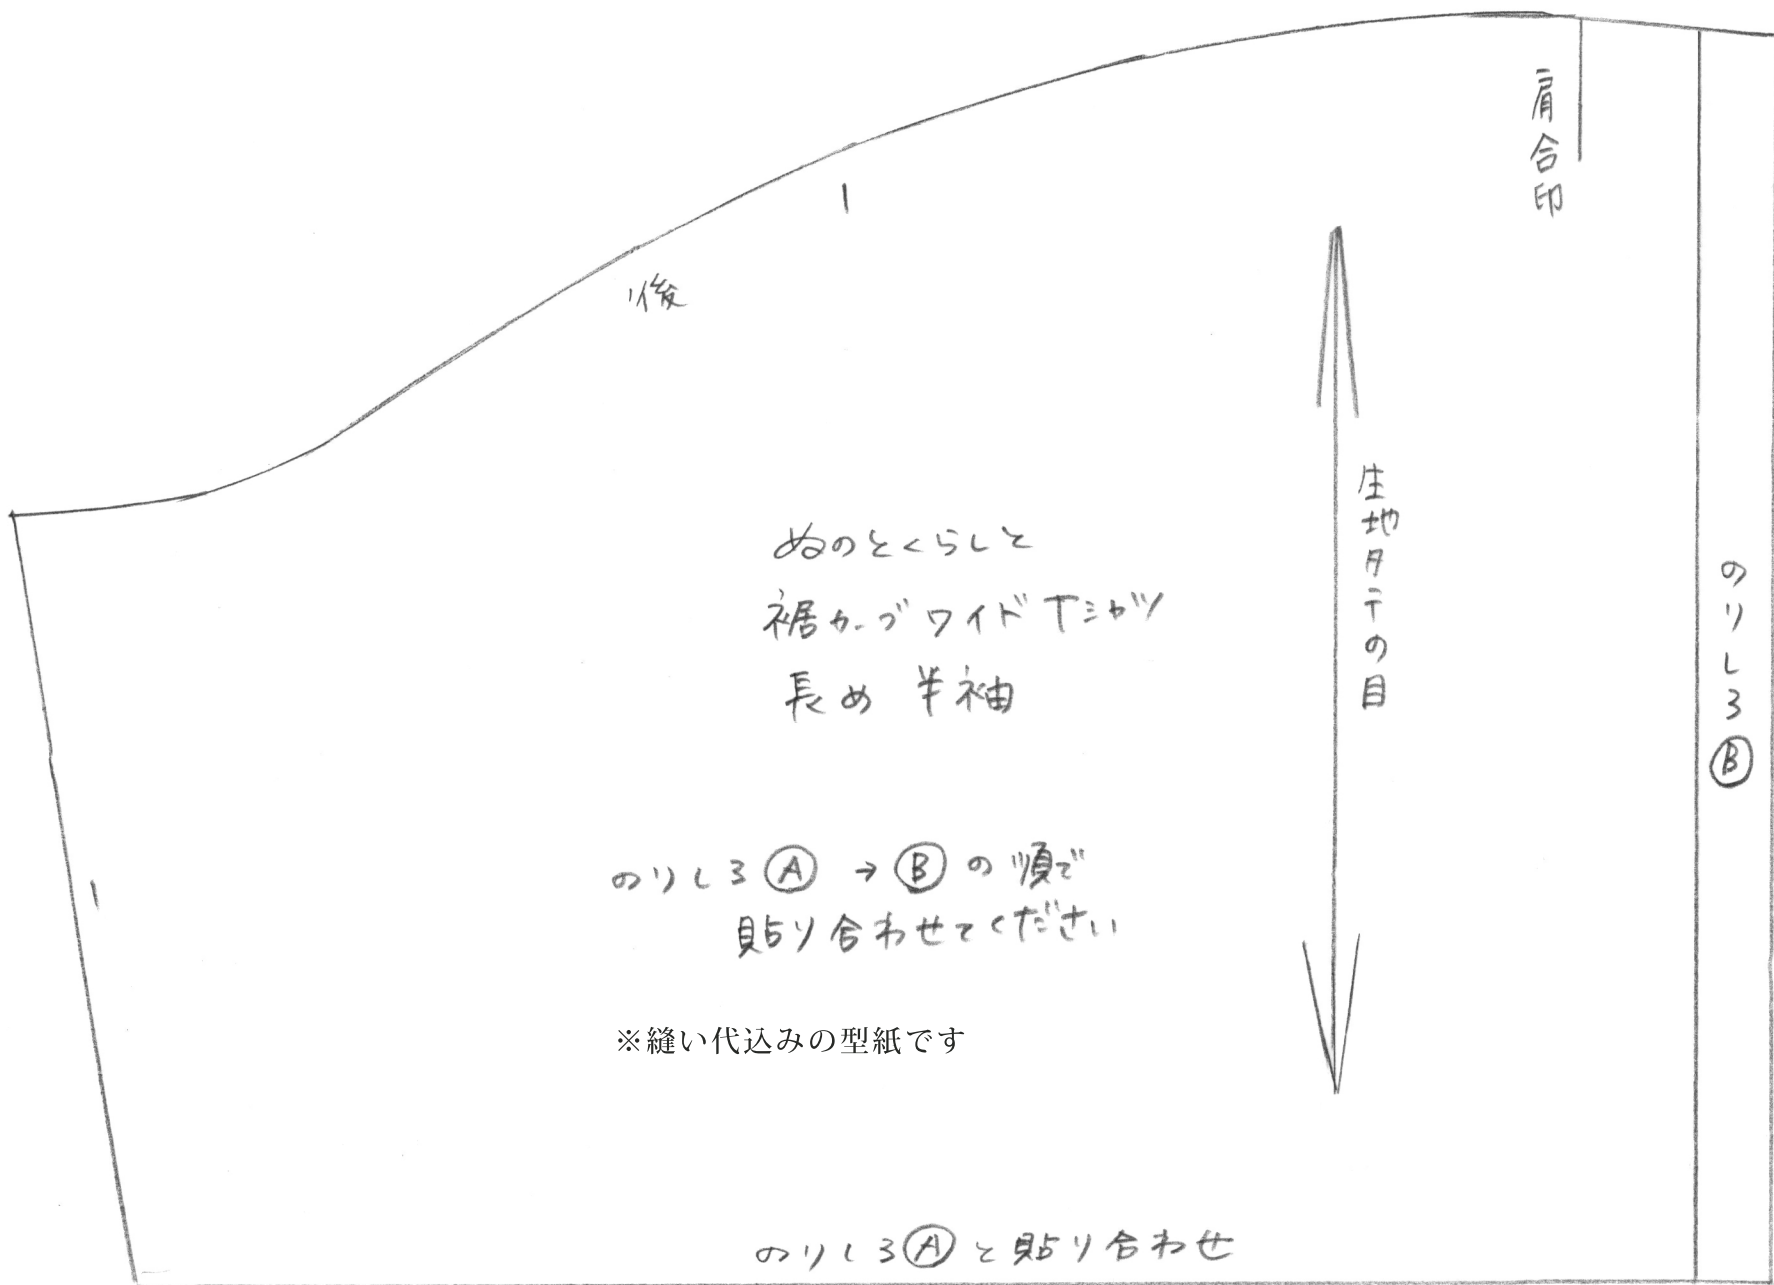 肩合印
1
後
生地タテの目
ぬのとくらしと
裾カーブワイドTシャツ
長め 半袖
のりしろⒷ
のりしろⒶ→Ⓑの順で
貼り合わせてください
1
※縫い代込みの型紙です
のりしろⒶと貼り合わせ